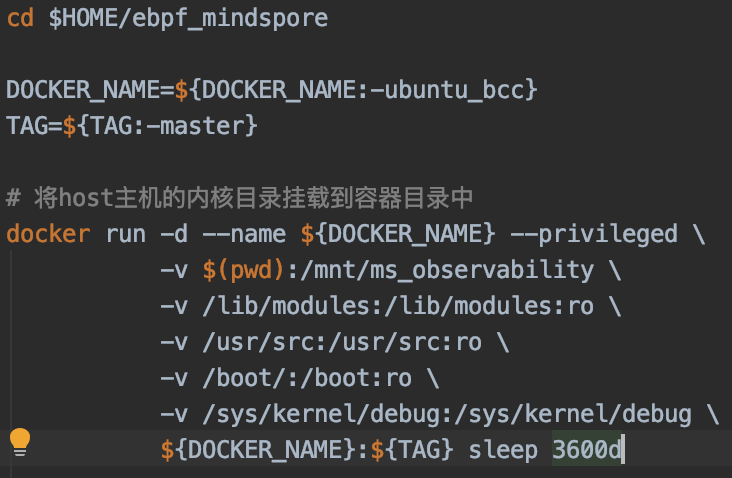 cd $HOME/ebpf_mindspore
DOCKER_NAME=${DOCKER_NAME:-ubuntu_bcc}
TAG=${TAG:-master}
# 将host主机的内核目录挂载到容器目录中
docker run -d --name ${DOCKER_NAME} --privileged \
-v $(pwd):/mnt/ms_observability \
-v /lib/modules:/lib/modules:ro \
-v /usr/src:/usr/src:ro \
-v /boot/:/boot:ro \
-v /sys/kernel/debug:/sys/kernel/debug \
${DOCKER_NAME}:${TAG} sleep 3600d